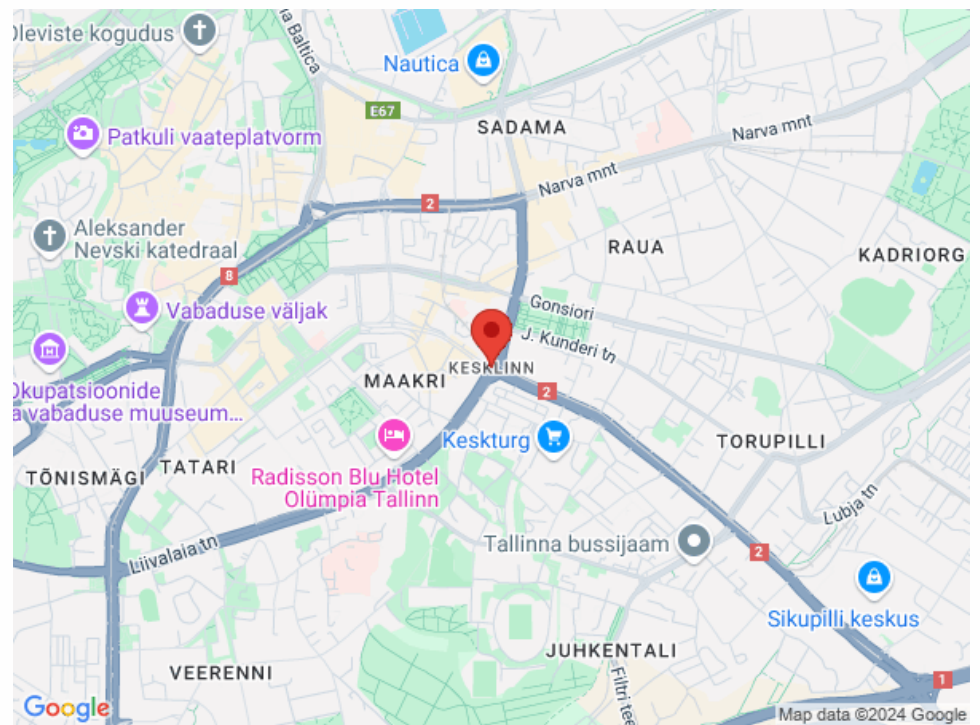 Oleviste kogudus
Baltica
Nautica
E67
SADAMA
Narva mnt
Patkuli vaateplatvorm
Narva mnt
2
Aleksander
Nevski katedraal
RAUA
KADRIORG
8
Vabaduse väljak
Gonsiori
J. Kunderi tn
Okupatsioonide
a vabaduse muuseum...
MAAKRI
KESKLINN
2
Keskturg
TORUPILLI
TÕNISMÄGI
TATARI
Radisson Blu Hotel
Olümpia Tallinn
Lubja tn
Liivalaia tn
Tallinna bussijaam
2
Sikupilli keskus
JUHKENTALI
VEERENNI
Filtri tee
1
Google
Map data ©2024 Google